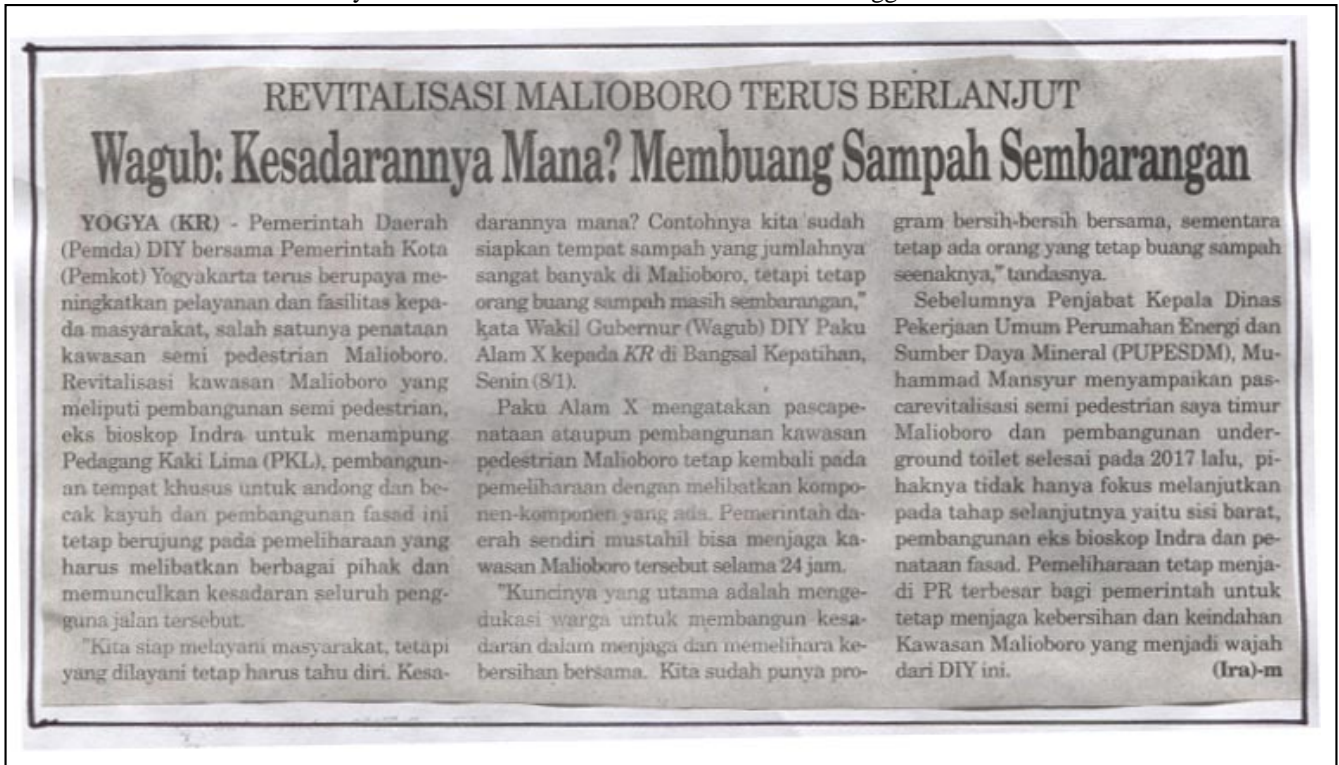 REVITALISASI MALIOBORO TERUS BERLANJUT
Wagub: Kesadarannya Mana? Membuang Sampah Sembarangan
YOGYA (KR) - Pemerintah Daerah
(Pemda) DIY bersama Pemerintah Kota
(Pemkot) Yogyakarta terus berupaya me-
ningkatkan pelayanan dan fasilitas kepa-
da masyarakat, salah satunya penataan
kawasan semi pedestrian Malioboro.
Revitalisasi kawasan Malioboro yang
meliputi pembangunan semi pedestrian,
eks bioskop Indra untuk menampung
Pedagang Kaki Lima (PKL), pembangun-
an tempat khusus untuk andong dan be-
cak kayuh dan pembangunan fasad ini
tetap berujung pada pemeliharaan yang
harus melibatkan berbagai pihak dan
memunculkan kesadaran seluruh peng-
guna jalan tersebut.
"Kita siap melayani masyarakat, tetapi
yang dilayani tetap harus tahu diri. Kesa-
darannya mana? Contohnya kita sudah
siapkan tempat sampah yang jumlahnya
sangat banyak di Malioboro, tetapi tetap
orang buang sampah masih sembarangan,"
kata Wakil Gubernur (Wagub) DIY Paku
Alam X kepada KR di Bangsal Kepatihan,
Senin (8/1).
Paku Alam X mengatakan pascape-
nataan ataupun pembangunan kawasan
pedestrian Malioboro tetap kembali pada
pemeliharaan dengan melibatkan kompo-
nen-komponen yang ada. Pemerintah da-
erah sendiri mustahil bisa menjaga ka-
wasan Malioboro tersebut selama 24 jam.
"Kuncinya yang utama adalah menge-
dukasi warga untuk membangun kesa-
daran dalam menjaga dan memelihara ke-
bersihan bersama. Kita sudah punya pro-
gram bersih-bersih bersama, sementara
tetap ada orang yang tetap buang sampah
seenaknya," tandasnya.
Sebelumnya Penjabat Kepala Dinas
Pekerjaan Umum Perumahan Energi dan
Sumber Daya Mineral (PUPESDM), Mu-
hammad Mansyur menyampaikan pas-
carevitalisasi semi pedestrian saya timur
Malioboro dan pembangunan under-
ground toilet selesai pada 2017 lalu, pi-
haknya tidak hanya fokus melanjutkan
pada tahap selanjutnya yaitu sisi barat,
pembangunan eks bioskop Indra dan pe-
nataan fasad. Pemeliharaan tetap menja-
di PR terbesar bagi pemerintah untuk
tetap menjaga kebersihan dan keindahan
Kawasan Malioboro yang menjadi wajah
dari DIY ini. (Ira)-m